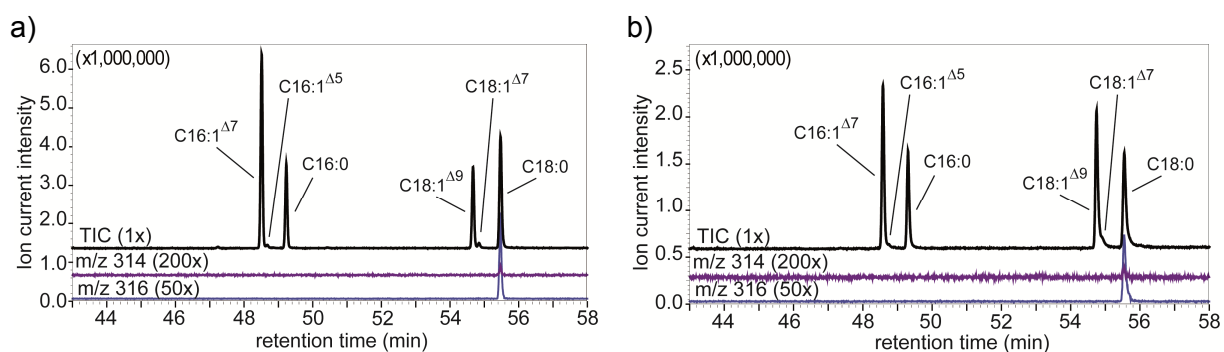 a)
(x1,000,000)
6.0
5.0
4.0
3.0
2.0
1.0
0.0
Ion current intensity
C16:1Δ7
C16:1Δ5
C16:0
C18:1Δ9
C18:1Δ7
C18:0
TIC (1x)
m/z 314 (200x)
m/z 316 (50x)
44 46 48 50 52 54 56 58
retention time (min)
b)
(x1,000,000)
2.5
2.0
1.5
1.0
0.5
0.0
Ion current intensity
C16:1Δ7
C16:1Δ5
C16:0
C18:1Δ9
C18:1Δ7
C18:0
TIC (1x)
m/z 314 (200x)
m/z 316 (50x)
44 46 48 50 52 54 56 58
retention time (min)